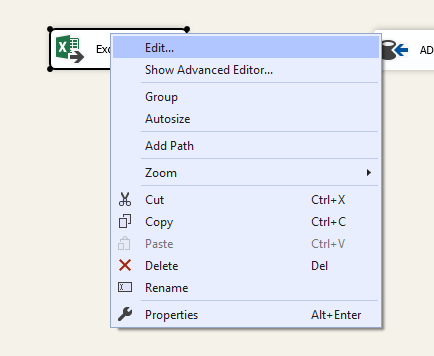 Exc
Edit...
AD
Show Advanced Editor...
Group
Autosize
Add Path
Zoom
Cut Ctrl+X
Copy Ctrl+C
Paste Ctrl+V
Delete Del
Rename
Properties Alt+Enter